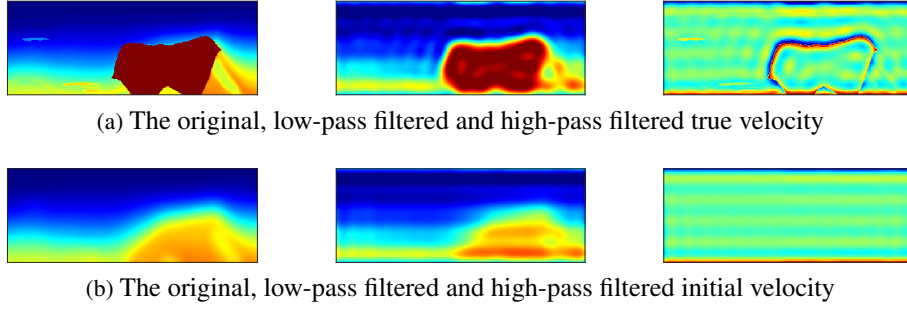 (a) The original, low-pass filtered and high-pass filtered true velocity
(b) The original, low-pass filtered and high-pass filtered initial velocity